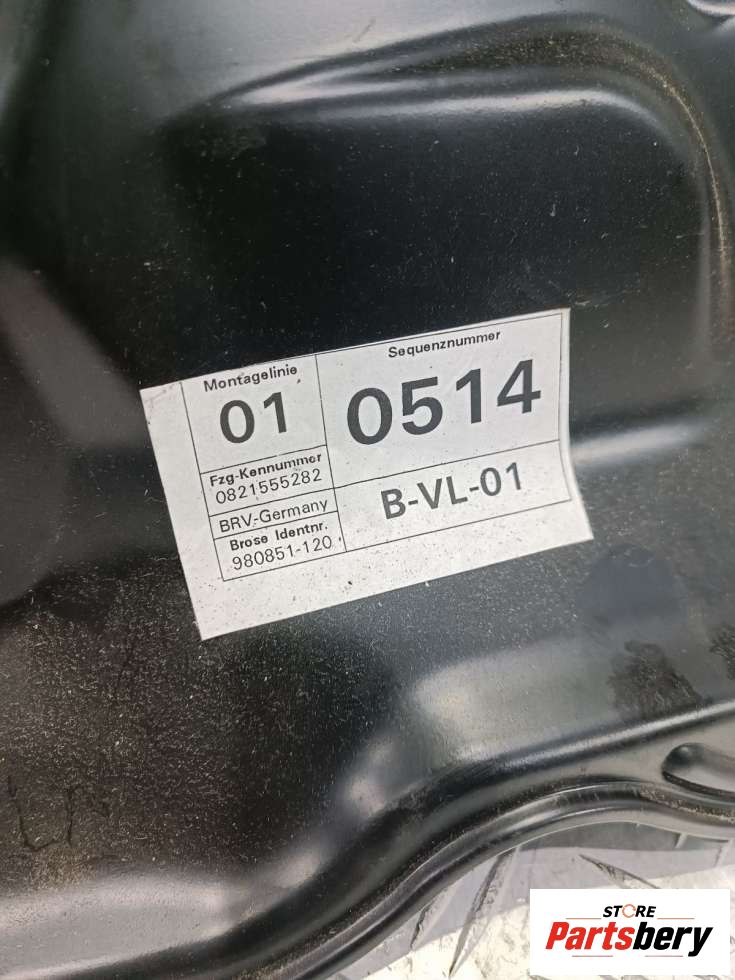 Montagelinie
01
Sequenznummer
0514
Fzg-Kennummer
0821555282
BRV-Germany
Brose Identnr.
980851-120
B-VL-01
STORE
Partsbery